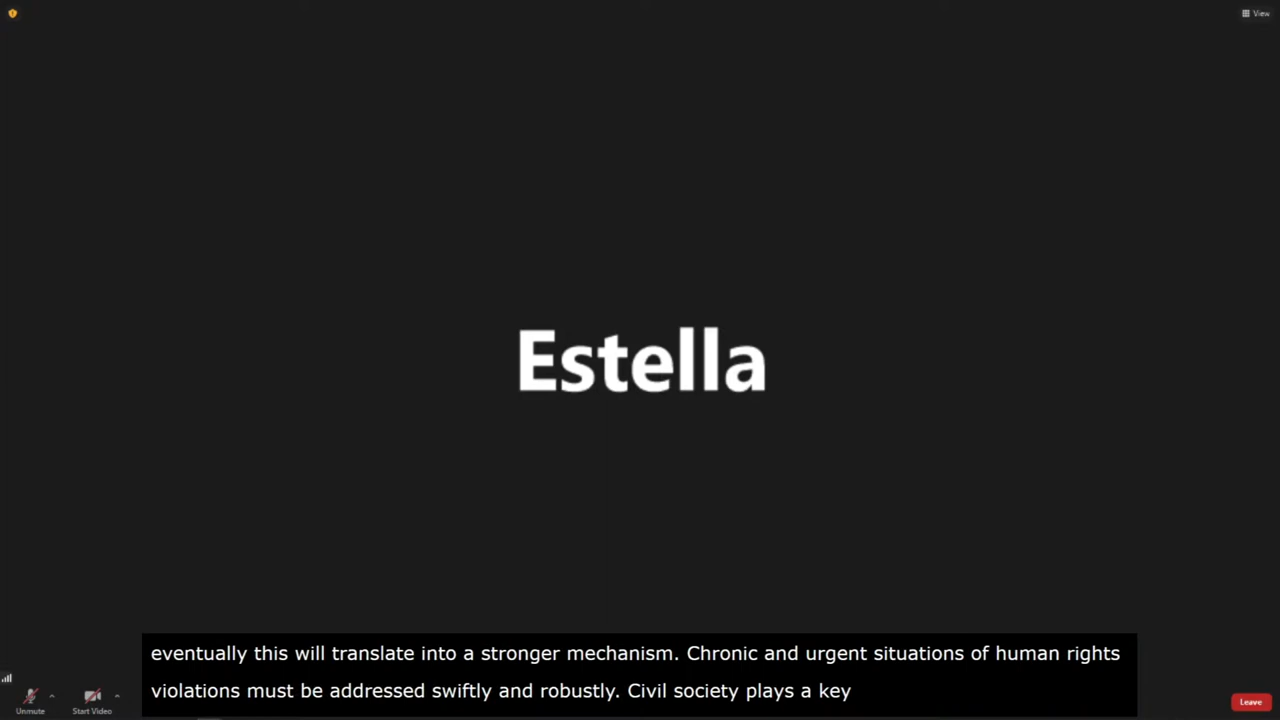 View
Estella
eventually this will translate into a stronger mechanism. Chronic and urgent situations of human rights
violations must be addressed swiftly and robustly. Civil society plays a key
Unmute
Start Video
Leave